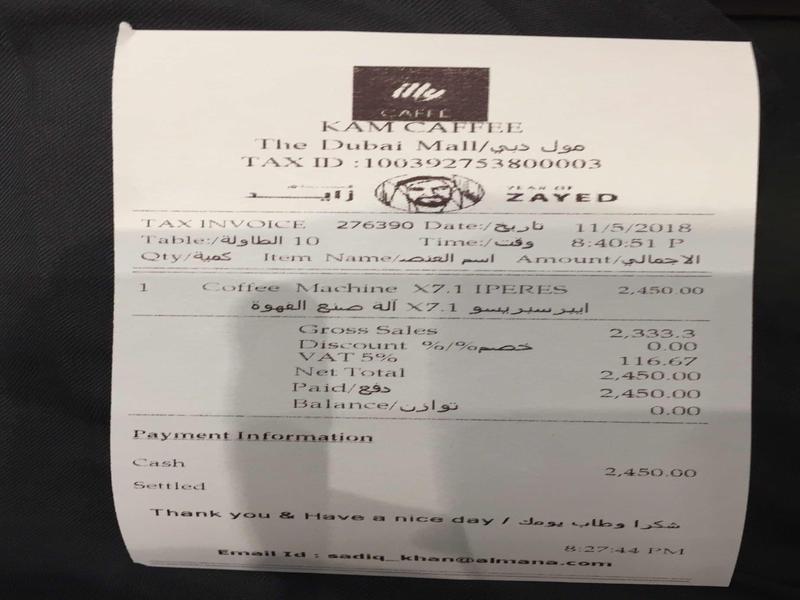 illy
CAFFÈ
KAM CAFFEE
The Dubai Mall/مول دبي
TAX ID :100392753800003
زايد YEAR OF
ZAYED
TAX INVOICE 276390 Date:/تاريخ 11/5/2018
Table:/الطاولة 10 Time:/وقت 8:40:51 P
Qty/كمية Item Name/اسم العنصر Amount/الاجمالي
1 Coffee Machine X7.1 IPERES 2,450.00
آلة صنع القهوة X7.1 ايبرسبريسو
Gross Sales 2,333.3
Discount %/%خصم 0.00
VAT 5% 116.67
Net Total 2,450.00
Paid/دفع 2,450.00
Balance/توازن 0.00
Payment Information
Cash 2,450.00
Settled
Thank you & Have a nice day / شكرا وطاب يومك
8:27:44 PM
Email Id : sadiq_khan@almana.com